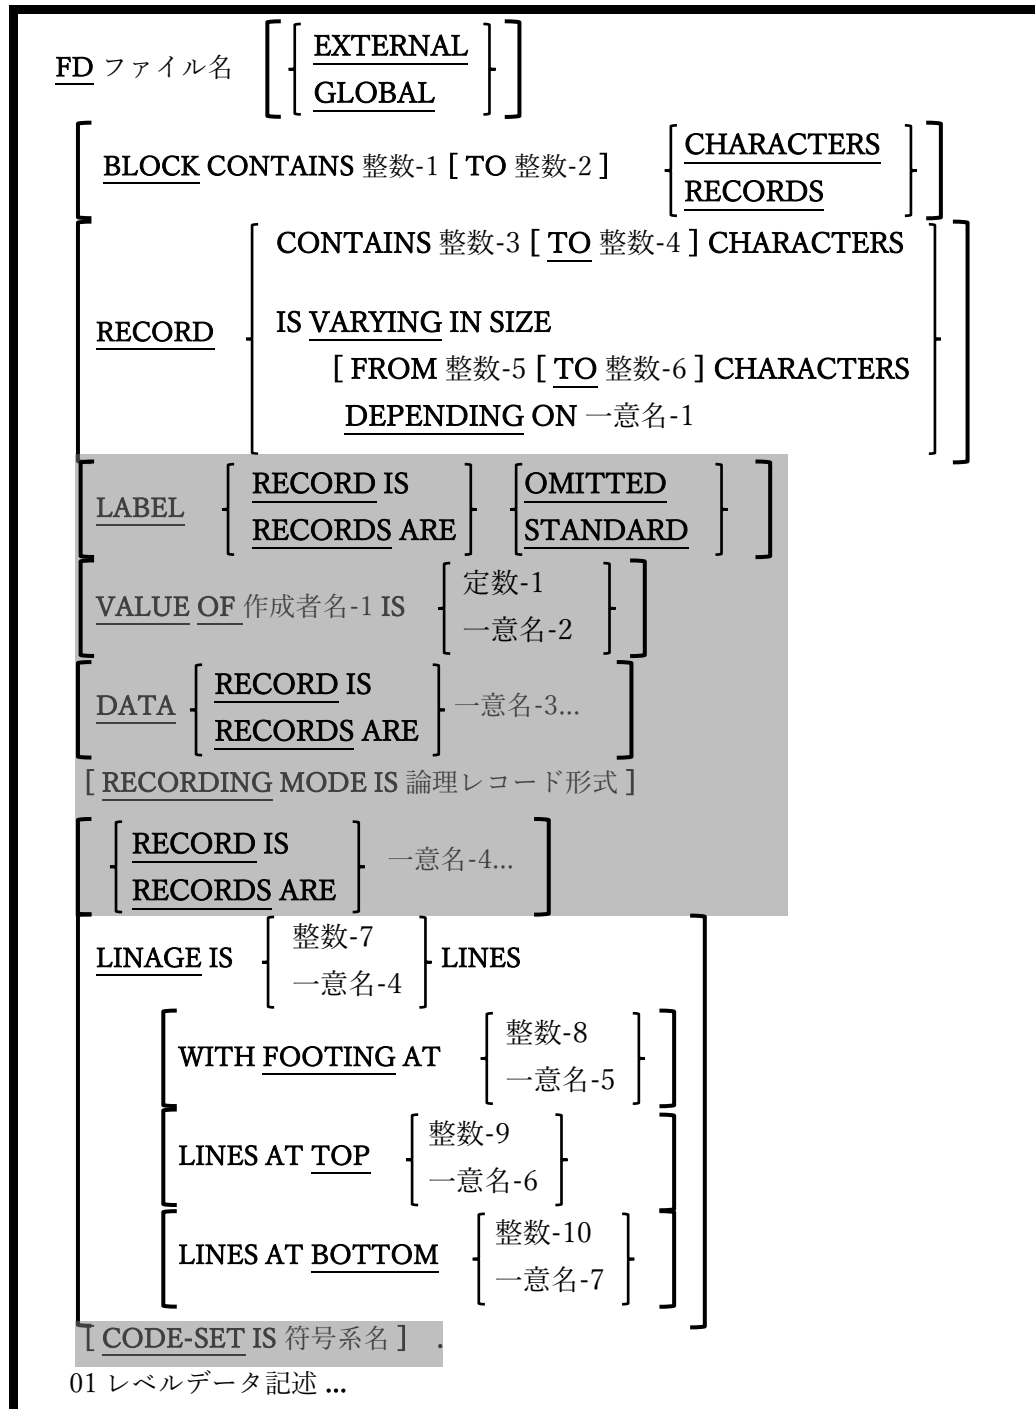 FD ファイル名
EXTERNAL
GLOBAL
BLOCK CONTAINS 整数-1 [ TO 整数-2 ]
CHARACTERS
RECORDS
RECORD
CONTAINS 整数-3 [ TO 整数-4 ] CHARACTERS
IS VARYING IN SIZE
[ FROM 整数-5 [ TO 整数-6 ] CHARACTERS
DEPENDING ON 一意名-1
LABEL
RECORD IS
RECORDS ARE
OMITTED
STANDARD
VALUE OF 作成者名-1 IS
定数-1
一意名-2
DATA
RECORD IS
RECORDS ARE
一意名-3...
[ RECORDING MODE IS 論理レコード形式 ]
RECORD IS
RECORDS ARE
一意名-4...
LINAGE IS
整数-7
一意名-4
LINES
WITH FOOTING AT
整数-8
一意名-5
LINES AT TOP
整数-9
一意名-6
LINES AT BOTTOM
整数-10
一意名-7
[ CODE-SET IS 符号系名 ] .
01 レベルデータ記述 ...